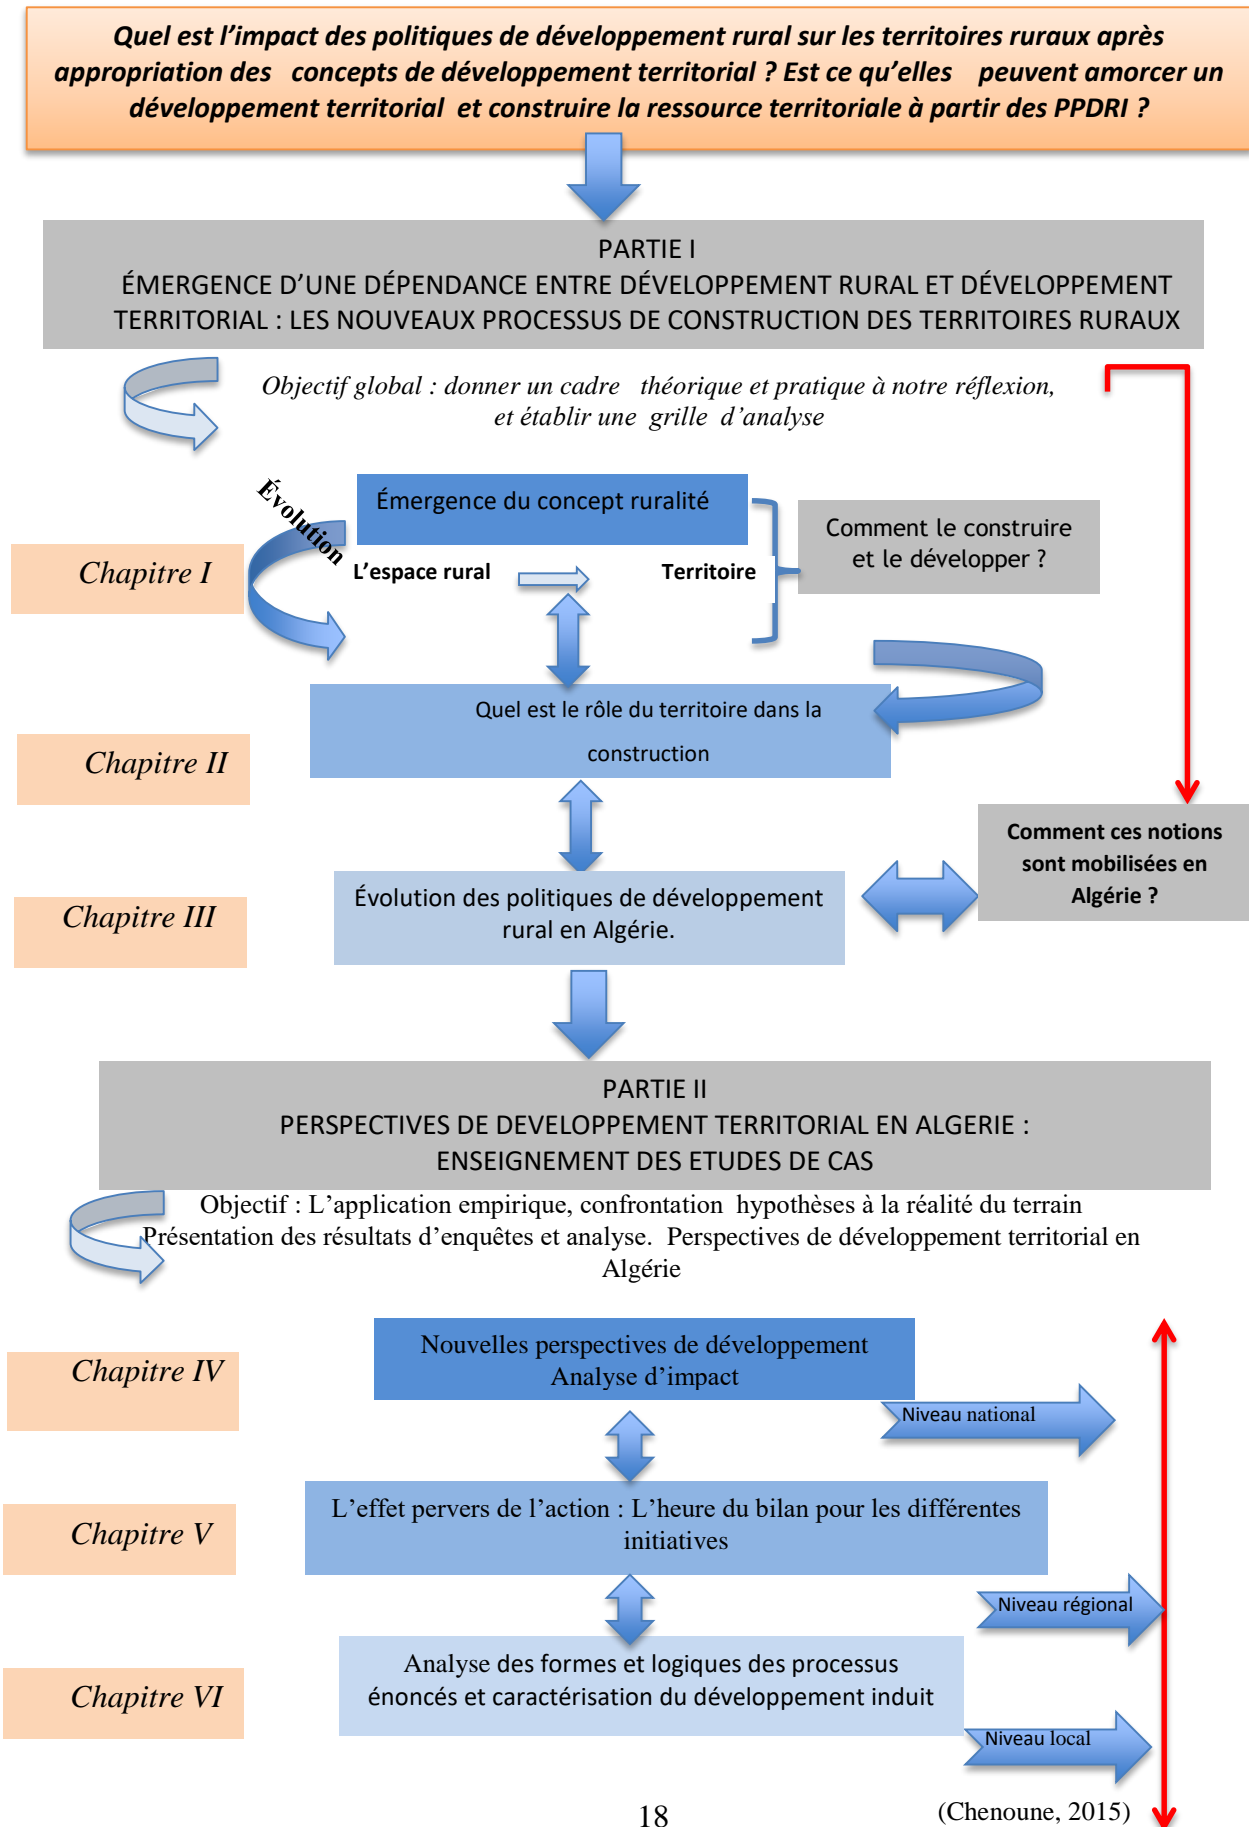 Quel est l’impact des politiques de développement rural sur les territoires ruraux après
appropriation des concepts de développement territorial ? Est ce qu’elles peuvent amorcer un
développement territorial et construire la ressource territoriale à partir des PPDRI ?
PARTIE I
ÉMERGENCE D’UNE DÉPENDANCE ENTRE DÉVELOPPEMENT RURAL ET DÉVELOPPEMENT
TERRITORIAL : LES NOUVEAUX PROCESSUS DE CONSTRUCTION DES TERRITOIRES RURAUX
Objectif global : donner un cadre théorique et pratique à notre réflexion,
et établir une grille d’analyse
Évolution
Émergence du concept ruralité
Comment le construire
et le développer ?
Chapitre I
L’espace rural
Territoire
Quel est le rôle du territoire dans la
construction
Chapitre II
Comment ces notions
sont mobilisées en
Algérie ?
Chapitre III
Évolution des politiques de développement
rural en Algérie.
PARTIE II
PERSPECTIVES DE DEVELOPPEMENT TERRITORIAL EN ALGERIE :
ENSEIGNEMENT DES ETUDES DE CAS
Objectif : L’application empirique, confrontation hypothèses à la réalité du terrain
Présentation des résultats d’enquêtes et analyse. Perspectives de développement territorial en
Algérie
Chapitre IV
Nouvelles perspectives de développement
Analyse d’impact
Niveau national
Chapitre V
L’effet pervers de l’action : L’heure du bilan pour les différentes
initiatives
Niveau régional
Chapitre VI
Analyse des formes et logiques des processus
énoncés et caractérisation du développement induit
Niveau local
18
(Chenoune, 2015)